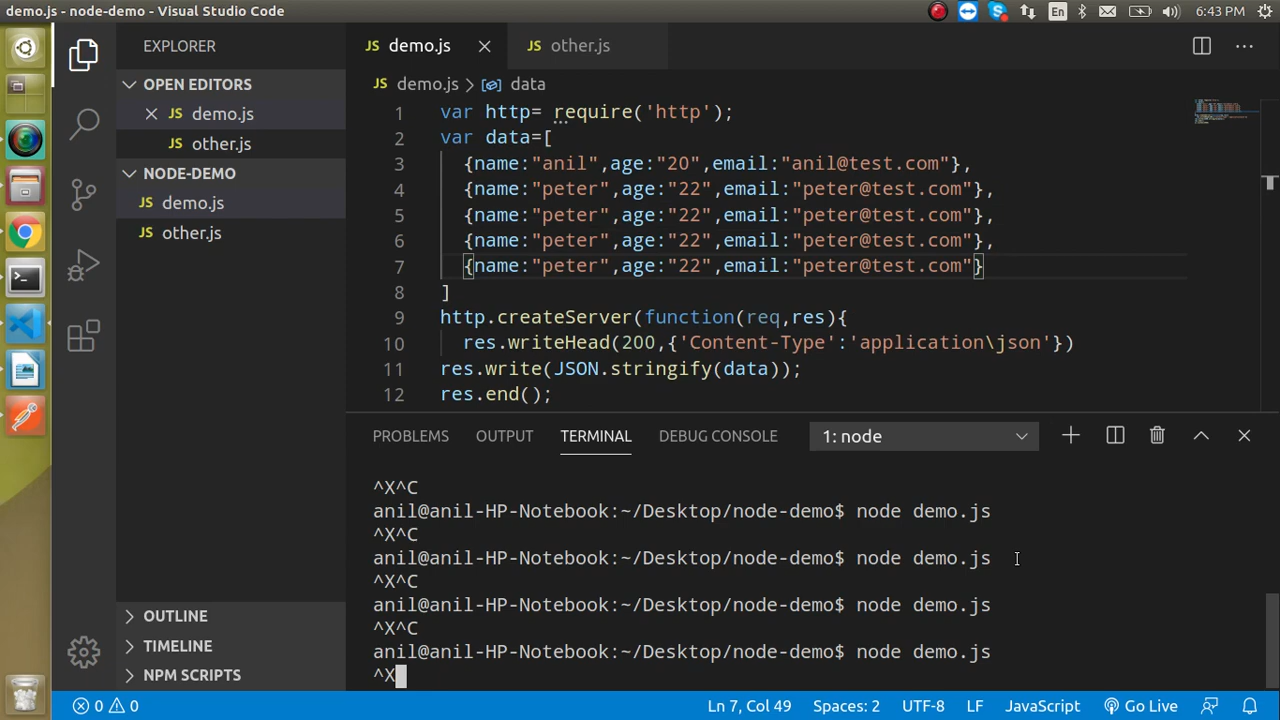 demo.js - node-demo - Visual Studio Code
En
6:43 PM
EXPLORER
OPEN EDITORS
JS demo.js
JS other.js
NODE-DEMO
JS demo.js
JS other.js
OUTLINE
TIMELINE
NPM SCRIPTS
JS demo.js
JS other.js
JS demo.js > data
1 var http= require('http');
2 var data=[
3 {name:"anil",age:"20",email:"anil@test.com"},
4 {name:"peter",age:"22",email:"peter@test.com"},
5 {name:"peter",age:"22",email:"peter@test.com"},
6 {name:"peter",age:"22",email:"peter@test.com"},
7 {name:"peter",age:"22",email:"peter@test.com"}
8 ]
9 http.createServer(function(req,res){
10 res.writeHead(200,{'Content-Type':'application\json'})
11 res.write(JSON.stringify(data));
12 res.end();
PROBLEMS OUTPUT TERMINAL DEBUG CONSOLE 1: node
^X^C
anil@anil-HP-Notebook:~/Desktop/node-demo$ node demo.js
^X^C
anil@anil-HP-Notebook:~/Desktop/node-demo$ node demo.js
^X^C
anil@anil-HP-Notebook:~/Desktop/node-demo$ node demo.js
^X^C
anil@anil-HP-Notebook:~/Desktop/node-demo$ node demo.js
^X
0 0 Ln 7, Col 49 Spaces: 2 UTF-8 LF JavaScript Go Live